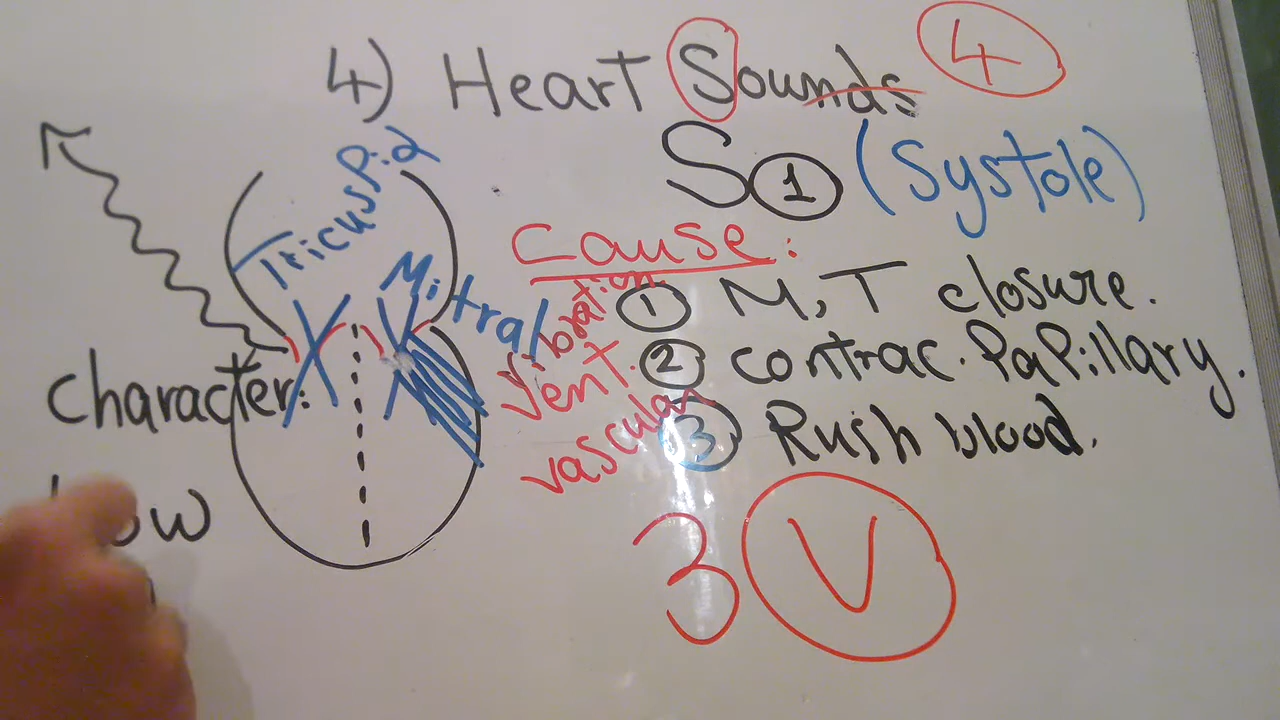 4) Heart Sounds 4
S1 (Systole)
Tricuspid
Mitral
Cause:
1 M, T closure.
2 contrac. Papillary.
3 Rush blood.
Vibration
Vent.
vascular
character:
3 V